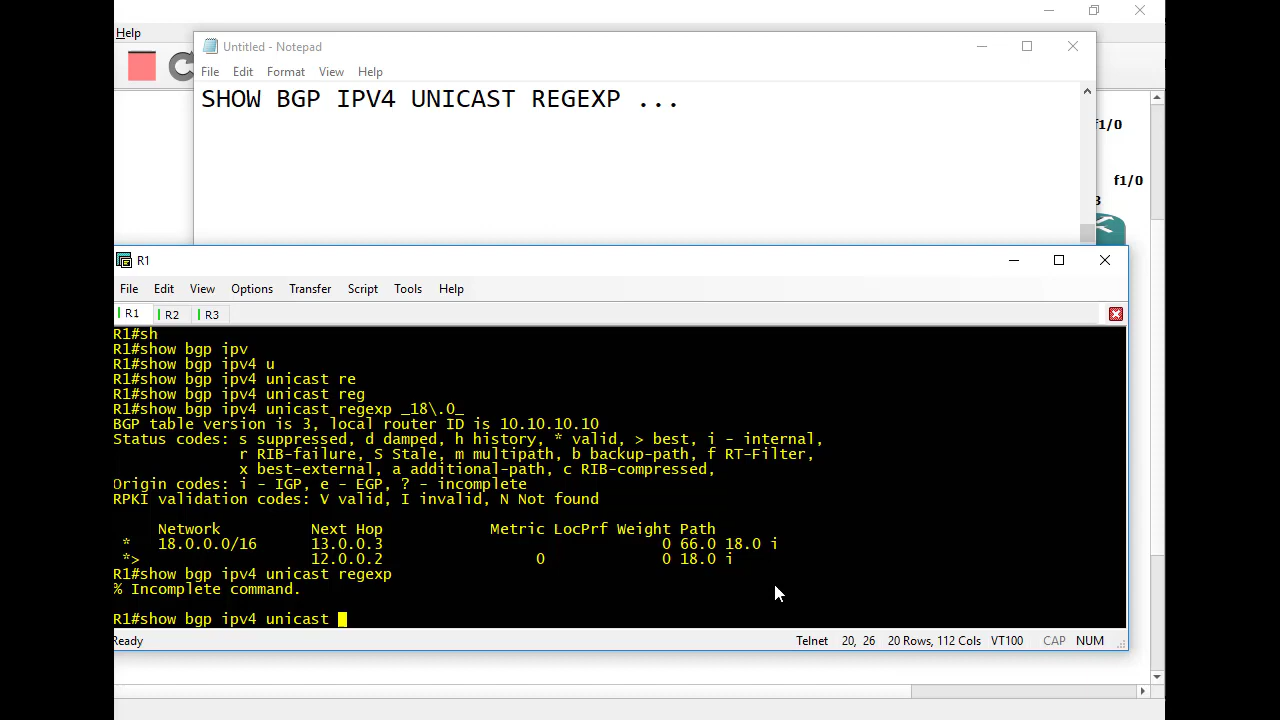 Help
Untitled - Notepad
File Edit Format View Help
SHOW BGP IPV4 UNICAST REGEXP ...
f1/0
f1/0
3
R1
File Edit View Options Transfer Script Tools Help
R1 R2 R3
R1#sh
R1#show bgp ipv
R1#show bgp ipv4 u
R1#show bgp ipv4 unicast re
R1#show bgp ipv4 unicast reg
R1#show bgp ipv4 unicast regexp _18\.0_
BGP table version is 3, local router ID is 10.10.10.10
Status codes: s suppressed, d damped, h history, * valid, > best, i - internal,
r RIB-failure, S Stale, m multipath, b backup-path, f RT-Filter,
x best-external, a additional-path, c RIB-compressed,
Origin codes: i - IGP, e - EGP, ? - incomplete
RPKI validation codes: V valid, I invalid, N Not found
Network Next Hop Metric LocPrf Weight Path
* 18.0.0.0/16 13.0.0.3 0 66.0 18.0 i
*> 12.0.0.2 0 0 18.0 i
R1#show bgp ipv4 unicast regexp
% Incomplete command.
R1#show bgp ipv4 unicast
Ready Telnet 20, 26 20 Rows, 112 Cols VT100 CAP NUM